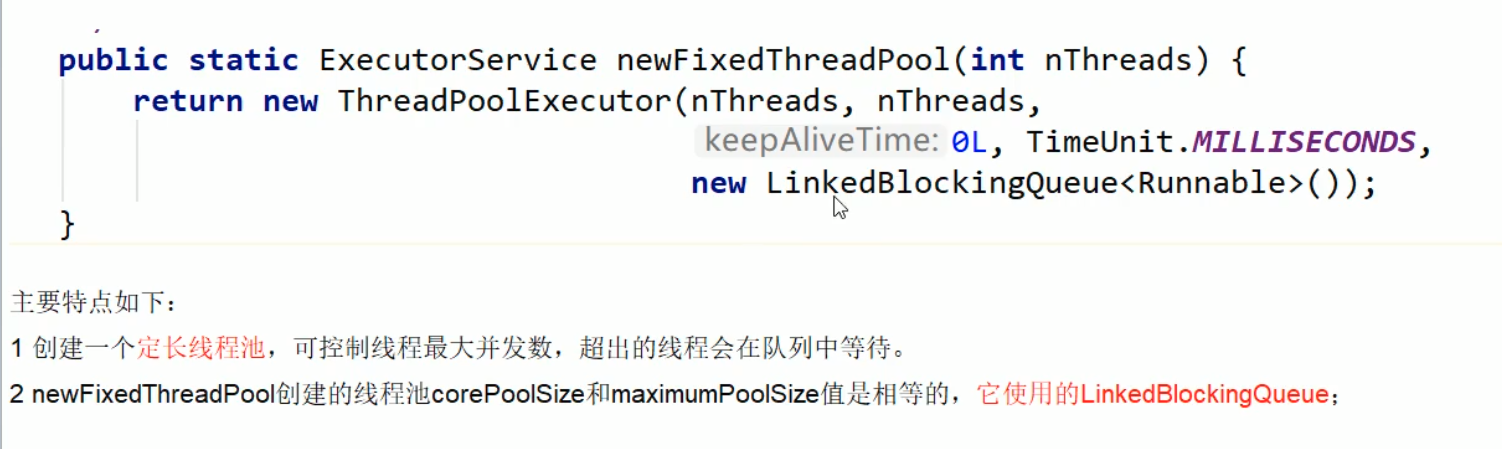 public static ExecutorService newFixedThreadPool(int nThreads) {
return new ThreadPoolExecutor(nThreads, nThreads,
keepAliveTime: 0L, TimeUnit.MILLISECONDS,
new LinkedBlockingQueue<Runnable>());
}
主要特点如下：
1 创建一个定长线程池，可控制线程最大并发数，超出的线程会在队列中等待。
2 newFixedThreadPool创建的线程池corePoolSize和maximumPoolSize值是相等的，它使用的LinkedBlockingQueue；